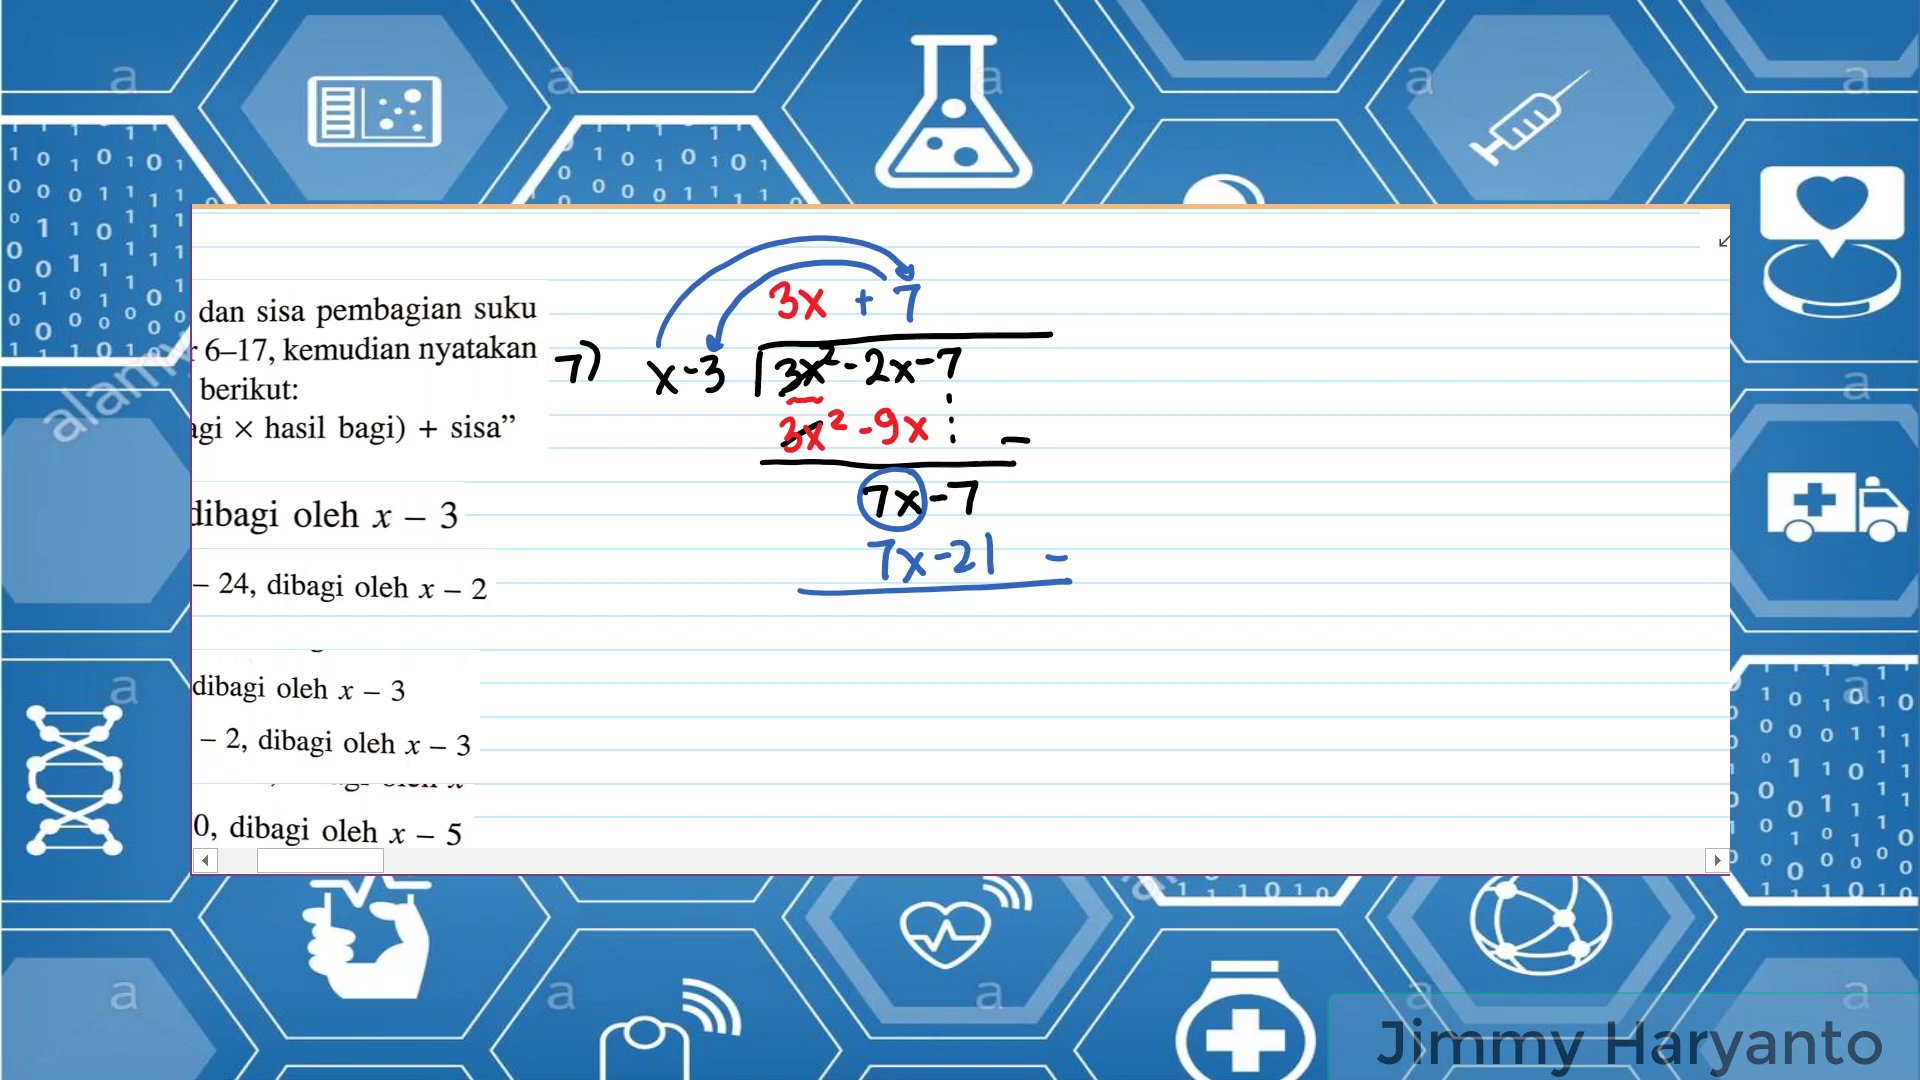 dan sisa pembagian suku
6–17, kemudian nyatakan
berikut:
agi × hasil bagi) + sisa”
dibagi oleh x – 3
– 24, dibagi oleh x – 2
dibagi oleh x – 3
– 2, dibagi oleh x – 3
0, dibagi oleh x – 5
3x + 7
7) x-3 3x²-2x-7
3x²-9x -
7x-7
7x-21 -
alamy
Jimmy Haryanto